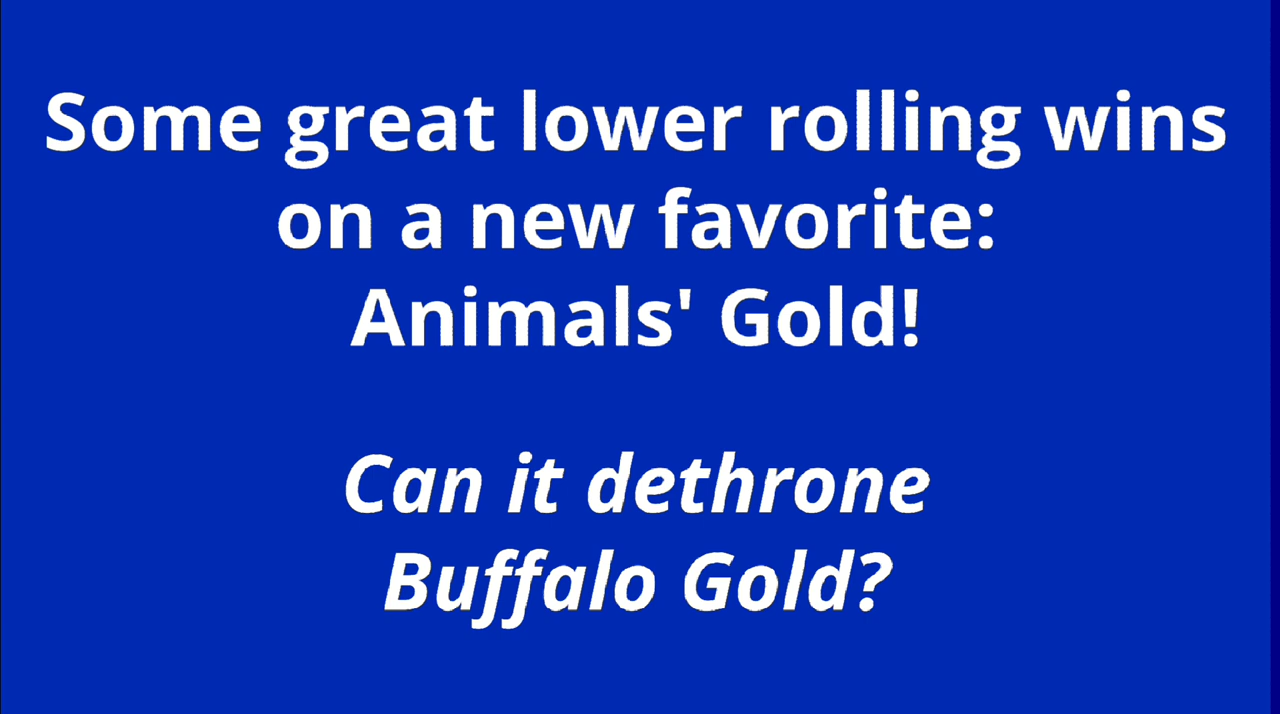 Some great lower rolling wins
on a new favorite:
Animals' Gold!
Can it dethrone
Buffalo Gold?